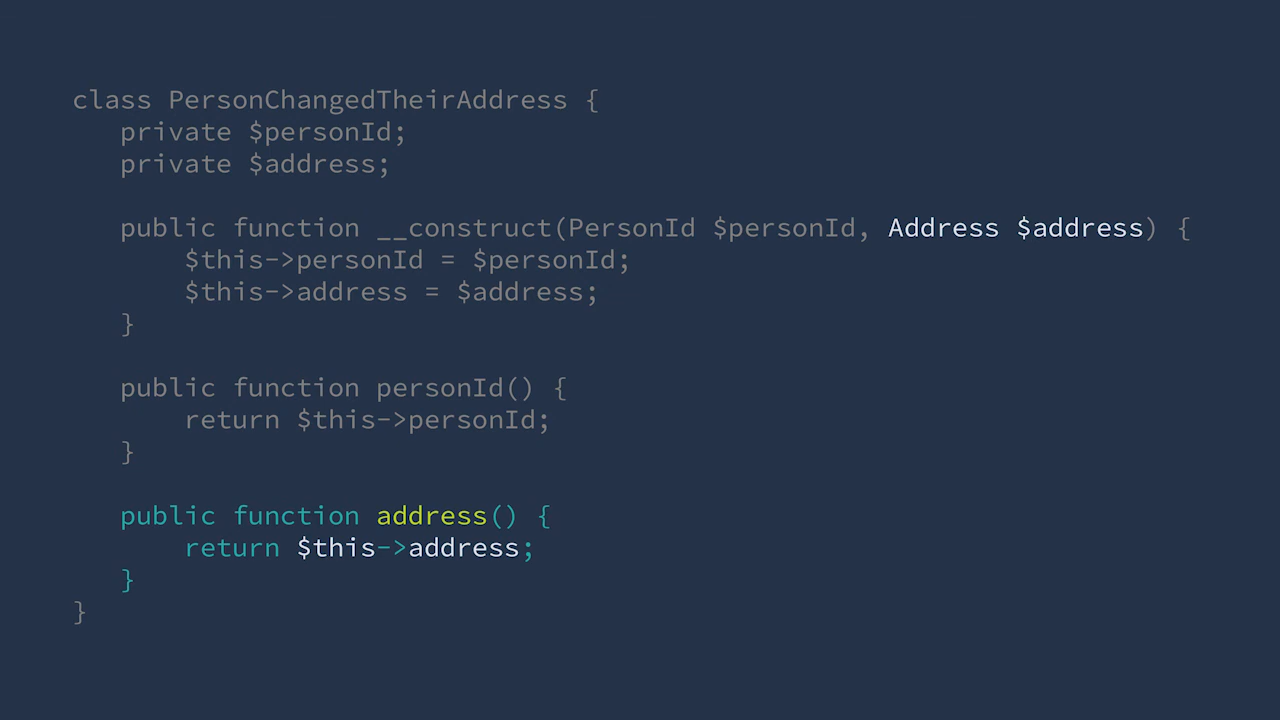 class PersonChangedTheirAddress {
private $personId;
private $address;
public function __construct(PersonId $personId, Address $address) {
$this->personId = $personId;
$this->address = $address;
}
public function personId() {
return $this->personId;
}
public function address() {
return $this->address;
}
}